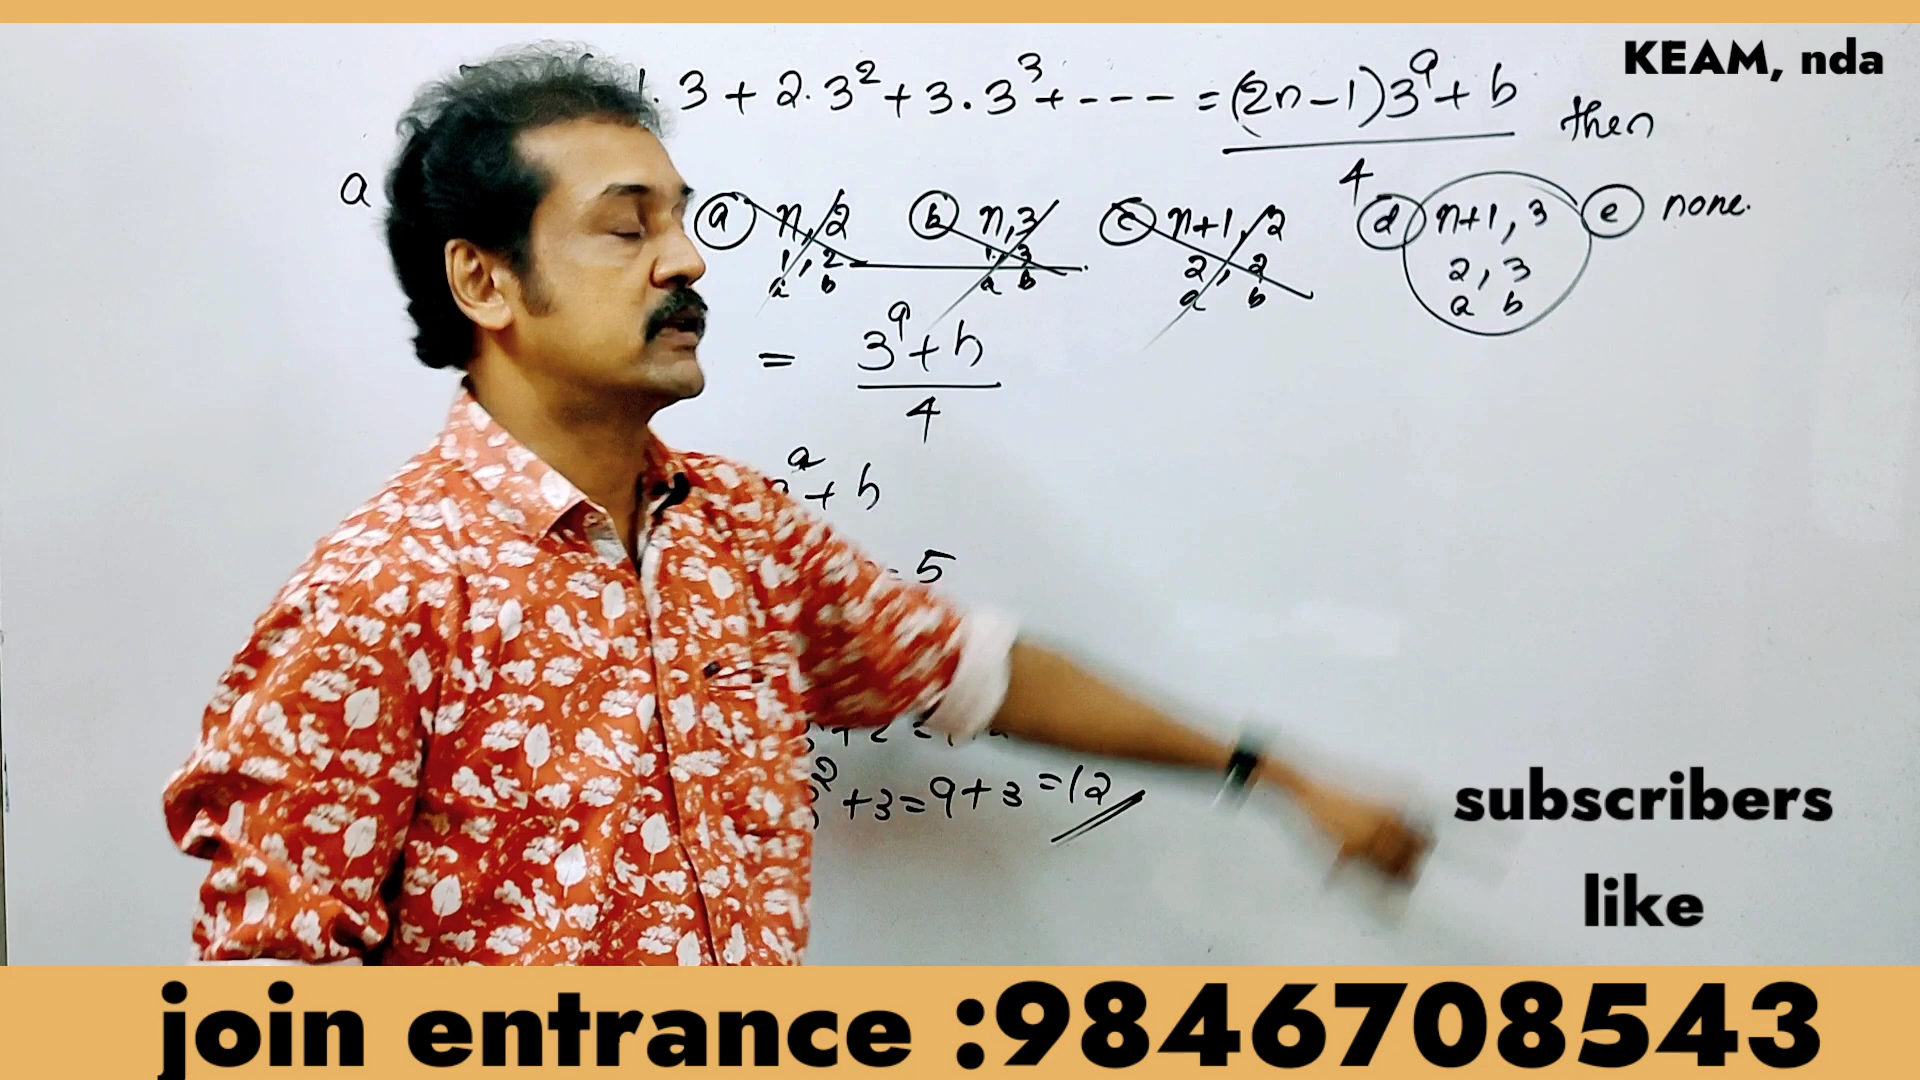 KEAM, nda
1. 3 + 2. 3² + 3. 3³ + - - - - = (2n-1)3ᵃ + b then
4
a
(a) n, 2 (b) n, 3 (c) n+1, 2 (d) n+1, 3 (e) none.
1, 2 1, 3 2, 2 2, 3
a b a b a b a b
= 3ᵃ + b
4
ᵃ + b
= 5
² + 3 = 9 + 3 = 12
subscribers
like
join entrance :9846708543